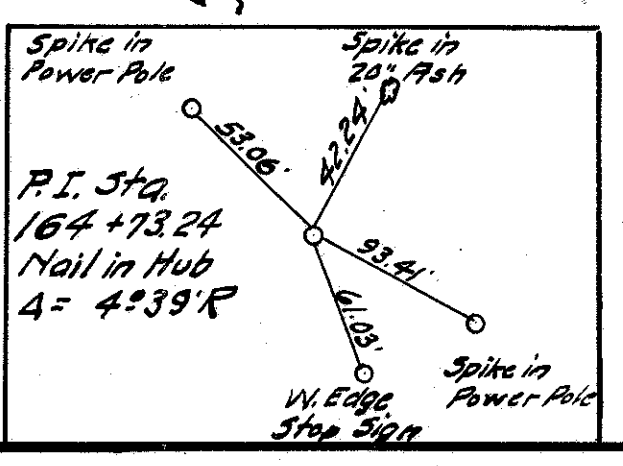 Spike in
Power Pole
Spike in
20" Ash
53.06'
42.24'
P.I. Sta.
164+73.24
Nail in Hub
Δ= 4°39'R
93.41'
61.03'
W. Edge
Stop Sign
Spike in
Power Pole